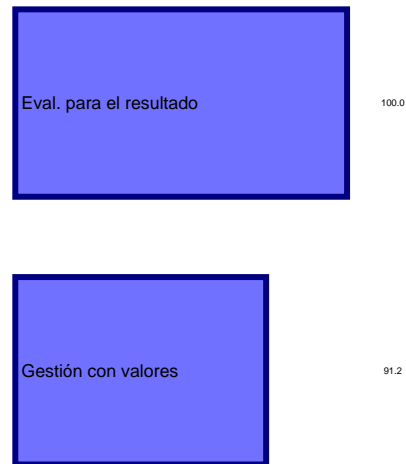 Eval. para el resultado
100.0
Gestión con valores
91.2